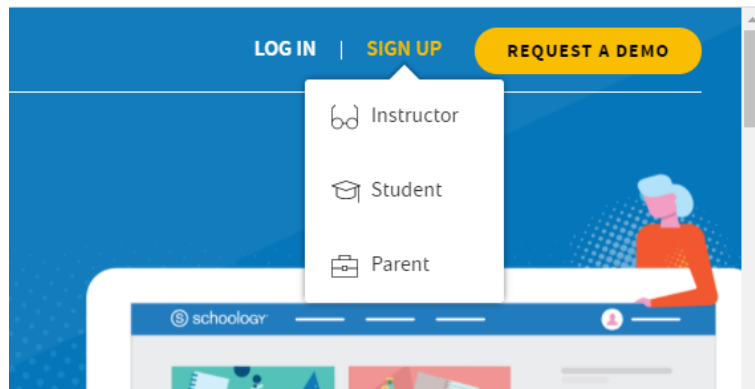 LOG IN | SIGN UP REQUEST A DEMO
Instructor
Student
Parent
S schoology